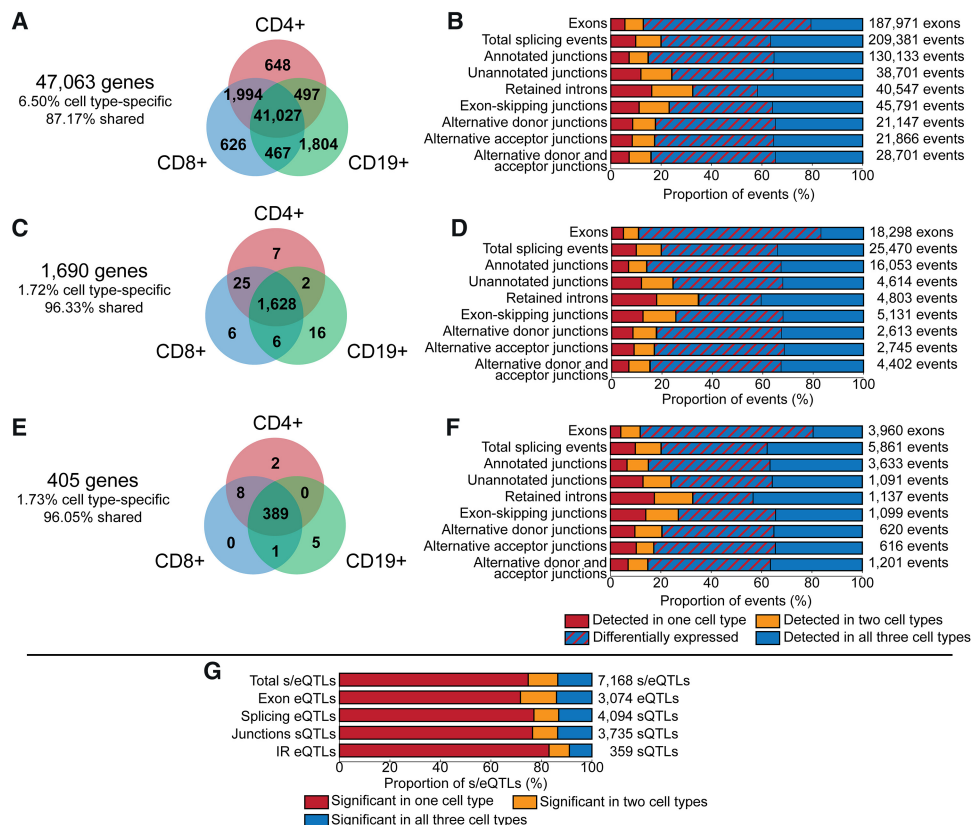 A
CD4+
648
47,063 genes
6.50% cell type-specific
87.17% shared
1,994
497
41,027
626
467
1,804
CD8+
CD19+
B
Exons
187,971 exons
Total splicing events
209,381 events
Annotated junctions
130,133 events
Unannotated junctions
38,701 events
Retained introns
40,547 events
Exon-skipping junctions
45,791 events
Alternative donor junctions
21,147 events
Alternative acceptor junctions
21,866 events
Alternative donor and
acceptor junctions
28,701 events
0 20 40 60 80 100
Proportion of events (%)
C
CD4+
7
1,690 genes
1.72% cell type-specific
96.33% shared
25
2
1,628
6
6
16
CD8+
CD19+
D
Exons
18,298 exons
Total splicing events
25,470 events
Annotated junctions
16,053 events
Unannotated junctions
4,614 events
Retained introns
4,803 events
Exon-skipping junctions
5,131 events
Alternative donor junctions
2,613 events
Alternative acceptor junctions
2,745 events
Alternative donor and
acceptor junctions
4,402 events
0 20 40 60 80 100
Proportion of events (%)
E
CD4+
2
405 genes
1.73% cell type-specific
96.05% shared
8
0
389
0
1
5
CD8+
CD19+
F
Exons
3,960 exons
Total splicing events
5,861 events
Annotated junctions
3,633 events
Unannotated junctions
1,091 events
Retained introns
1,137 events
Exon-skipping junctions
1,099 events
Alternative donor junctions
620 events
Alternative acceptor junctions
616 events
Alternative donor and
acceptor junctions
1,201 events
0 20 40 60 80 100
Proportion of events (%)
Detected in one cell type
Detected in two cell types
Differentially expressed
Detected in all three cell types
G
Total s/eQTLs
7,168 s/eQTLs
Exon eQTLs
3,074 eQTLs
Splicing eQTLs
4,094 sQTLs
Junctions sQTLs
3,735 sQTLs
IR eQTLs
359 sQTLs
0 20 40 60 80 100
Proportion of s/eQTLs (%)
Significant in one cell type
Significant in two cell types
Significant in all three cell types